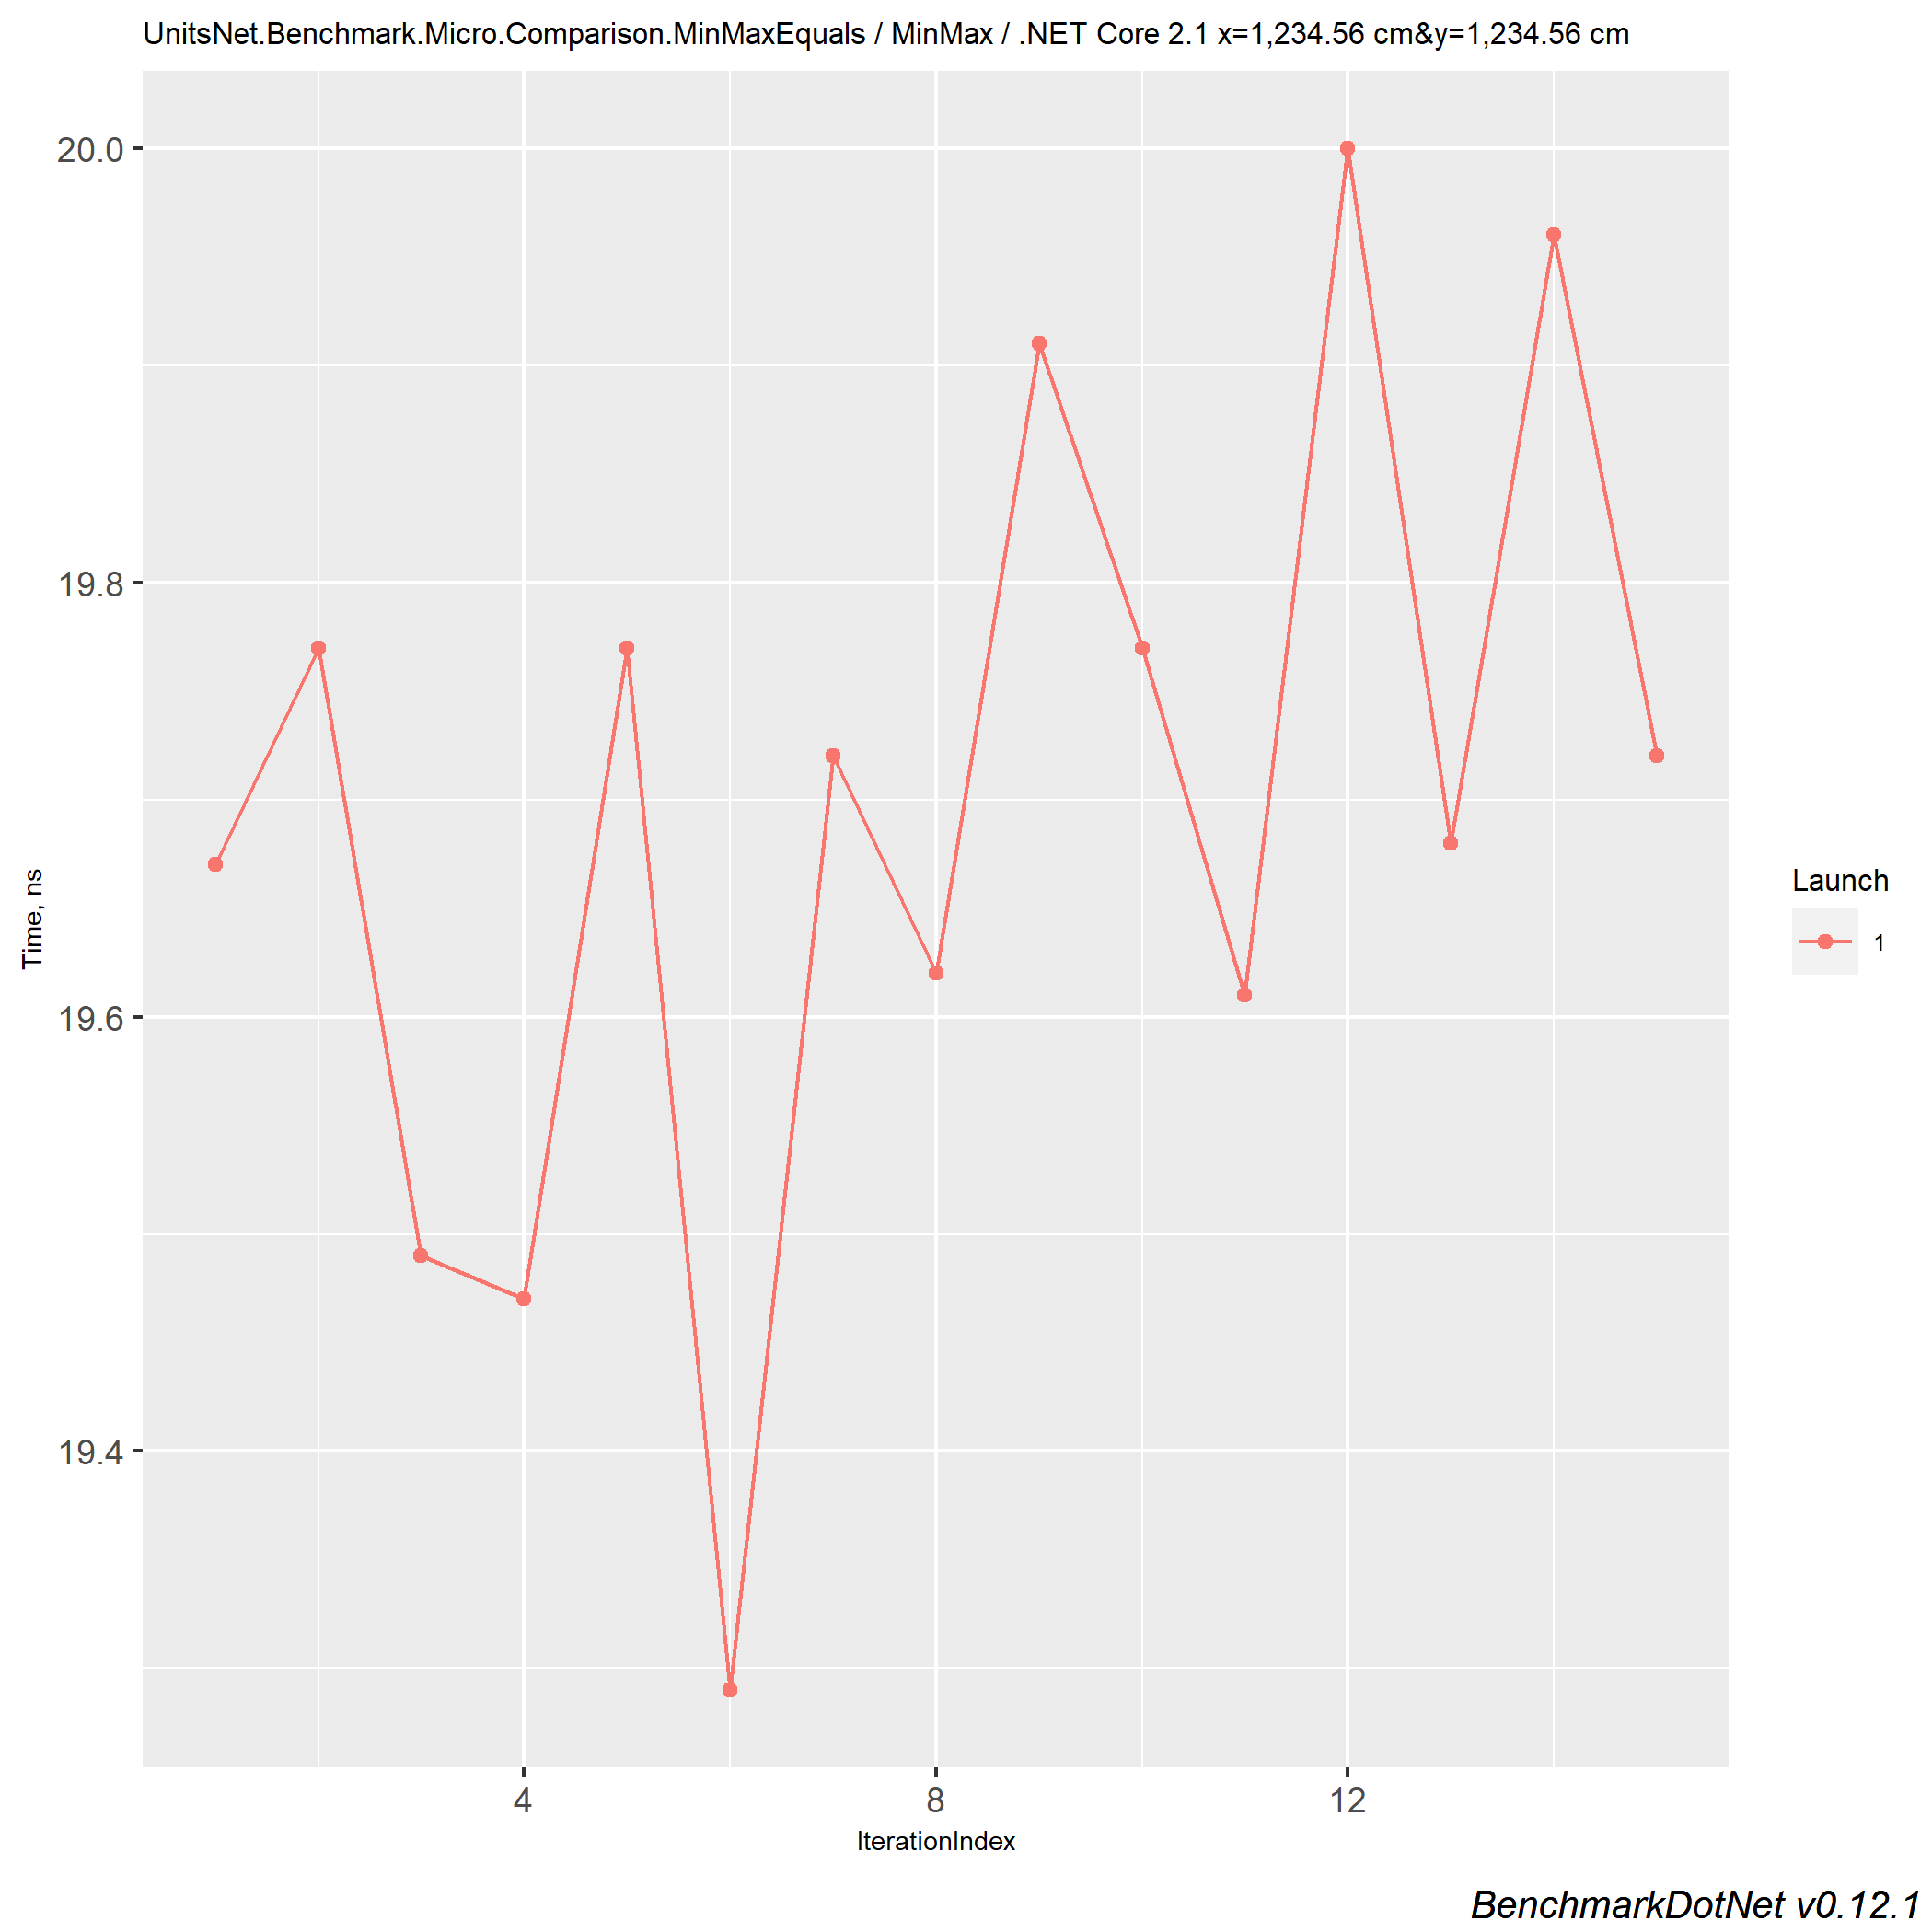 UnitsNet.Benchmark.Micro.Comparison.MinMaxEquals / MinMax / .NET Core 2.1 x=1,234.56 cm&y=1,234.56 cm
20.0
19.8
19.6
19.4
Time, ns
4
8
12
IterationIndex
Launch
1
BenchmarkDotNet v0.12.1